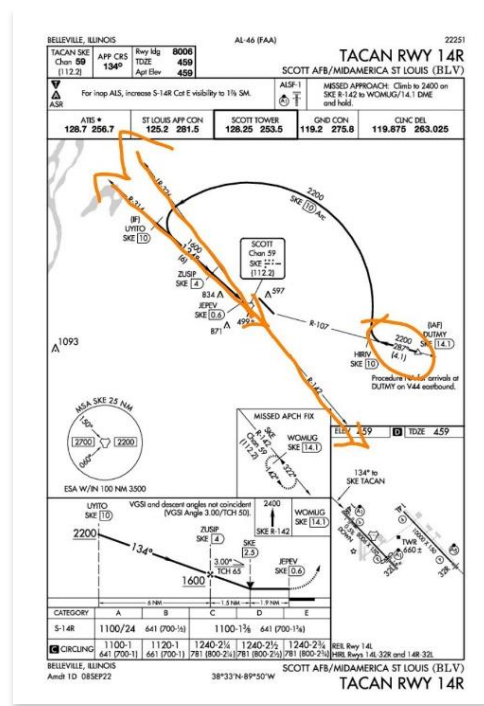 BELLEVILLE, ILLINOIS AL-46 (FAA) 22251
TACAN SKE
Chan 59
(112.2)
APP CRS
134°
Rwy ldg 8006
TDZE 459
Apt Elev 459
TACAN RWY 14R
SCOTT AFB/MIDAMERICA ST LOUIS (BLV)
ASR
For inop ALS, increase S-14R Cat E visibility to 1⅜ SM.
ALSF-1
MISSED APPROACH: Climb to 2400 on
SKE R-142 to WOMUG/14.1 DME
and hold.
ATIS ★
128.7 256.7
ST LOUIS APP CON
125.2 281.5
SCOTT TOWER
128.25 253.5
GND CON
119.2 275.8
CLNC DEL
119.875 263.025
R-314
(IF)
UYITO
SKE 10
1600
(6)
2200
SKE 10 Arc
SCOTT
Chan 59
SKE
(112.2)
ZUSIP
SKE 4
834
597
JEPEV
SKE 0.6
499
871
1093
R-107
(IAF)
DUTMY
SKE 14.1
2200
287°
(4.1)
HIRIV
SKE 10
R-142
Procedure arrivals at
DUTMY on V44 eastbound.
MSA SKE 25 NM
150°
2700
2200
060°
ESA W/IN 100 NM 3500
MISSED APCH FIX
SKE
Chan 59
(112.2)
R-142
WOMUG
SKE 14.1
322°
142°
ELEV 459 D TDZE 459
134° to
SKE TACAN
TWR
660 ±
UYITO
SKE 10
VGSI and descent angles not coincident
(VGSI Angle 3.00/TCH 50).
2400
SKE R-142
WOMUG
SKE 14.1
2200
134°
ZUSIP
SKE 4
1600
3.00°
TCH 65
SKE
2.5
JEPEV
SKE 0.6
6 NM 1.5 NM 1.9 NM
CATEGORY A B C D E
S-14R 1100/24 641 (700-½) 1100-1⅜ 641 (700-1⅜)
C CIRCLING 1100-1 1120-1 1240-2¼ 1240-2½ 1240-2¾
641 (700-1) 661 (700-1) 781 (800-2¼) 781 (800-2½) 781 (800-2¾)
REIL Rwy 14L
HIRL Rwys 14L-32R and 14R-32L
BELLEVILLE, ILLINOIS
Amdt 1D 08SEP22
38°33'N-89°50'W
SCOTT AFB/MIDAMERICA ST LOUIS (BLV)
TACAN RWY 14R